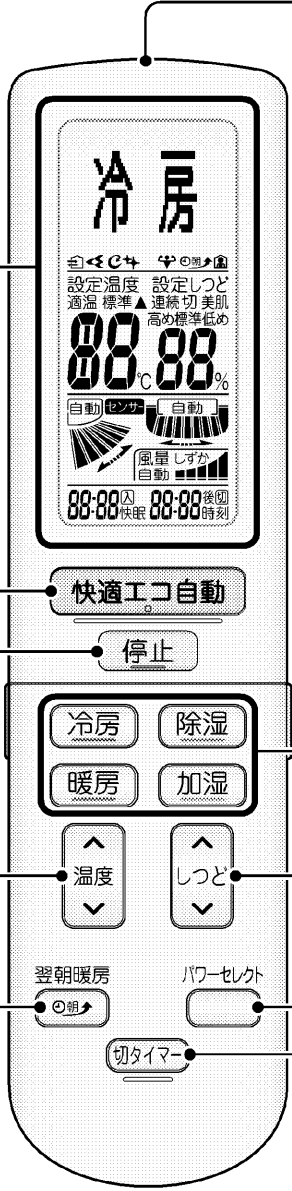 冷房
設定温度 設定しつど
適温 標準▲ 連続 切 美肌
高め標準低め
88℃ 88%
自動 センサー 自動
風量 しずか
自動
88:88 入 快眠 88:88 後 切 時刻
快適エコ自動
停止
冷房 除湿
暖房 加湿
温度 しつど
翌朝暖房 パワーセレクト
朝
切タイマー